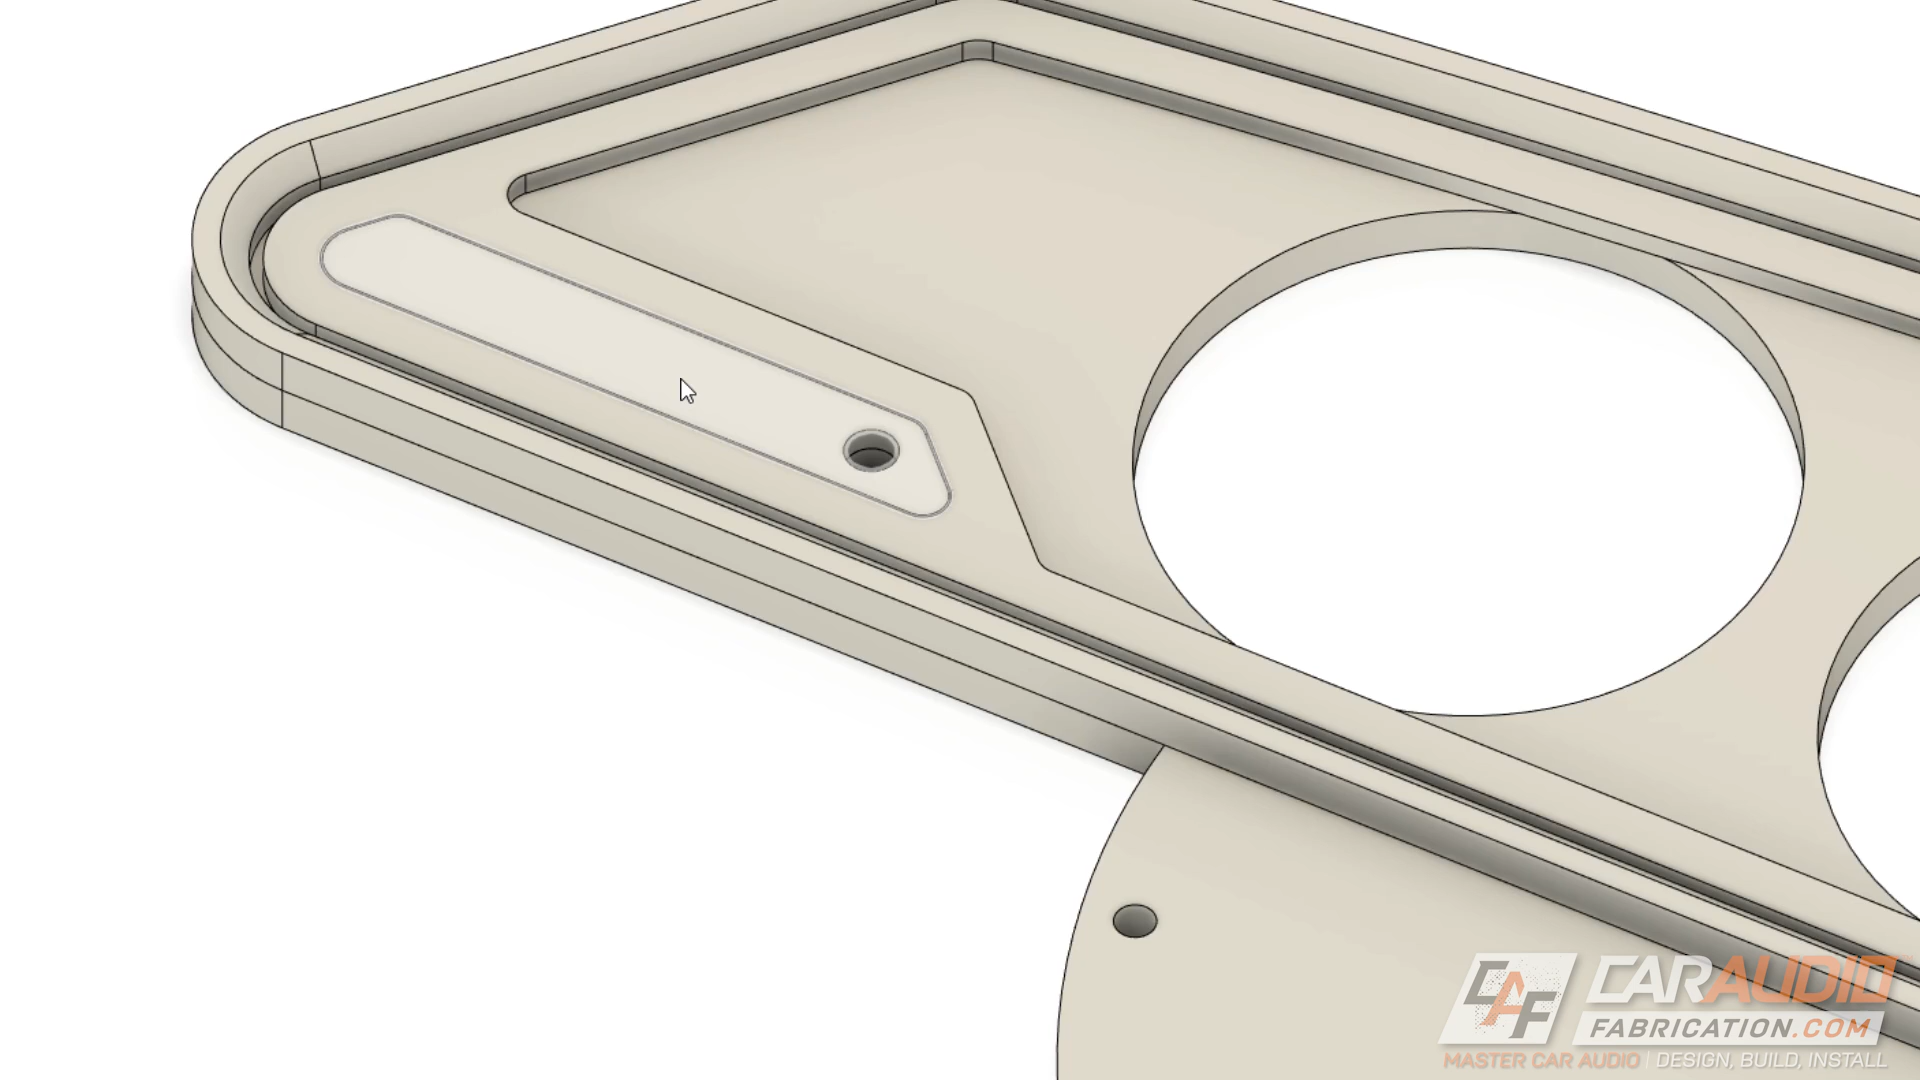 CAF
CARAUDIO
FABRICATION.COM
MASTER CAR AUDIO | DESIGN, BUILD, INSTALL